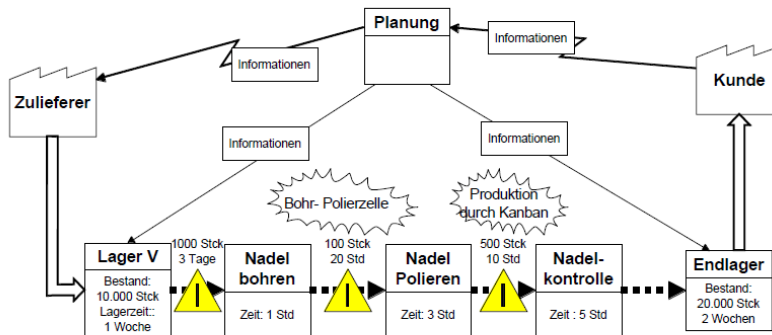 Planung
Informationen
Informationen
Zulieferer
Kunde
Informationen
Informationen
Bohr- Polierzelle
Produktion
durch Kanban
1000 Stck
3 Tage
100 Stck
20 Std
500 Stck
10 Std
Lager V
Bestand:
10.000 Stck
Lagerzeit::
1 Woche
Nadel
bohren
Zeit: 1 Std
Nadel
Polieren
Zeit: 3 Std
Nadel-
kontrolle
Zeit : 5 Std
Endlager
Bestand:
20.000 Stck
2 Wochen